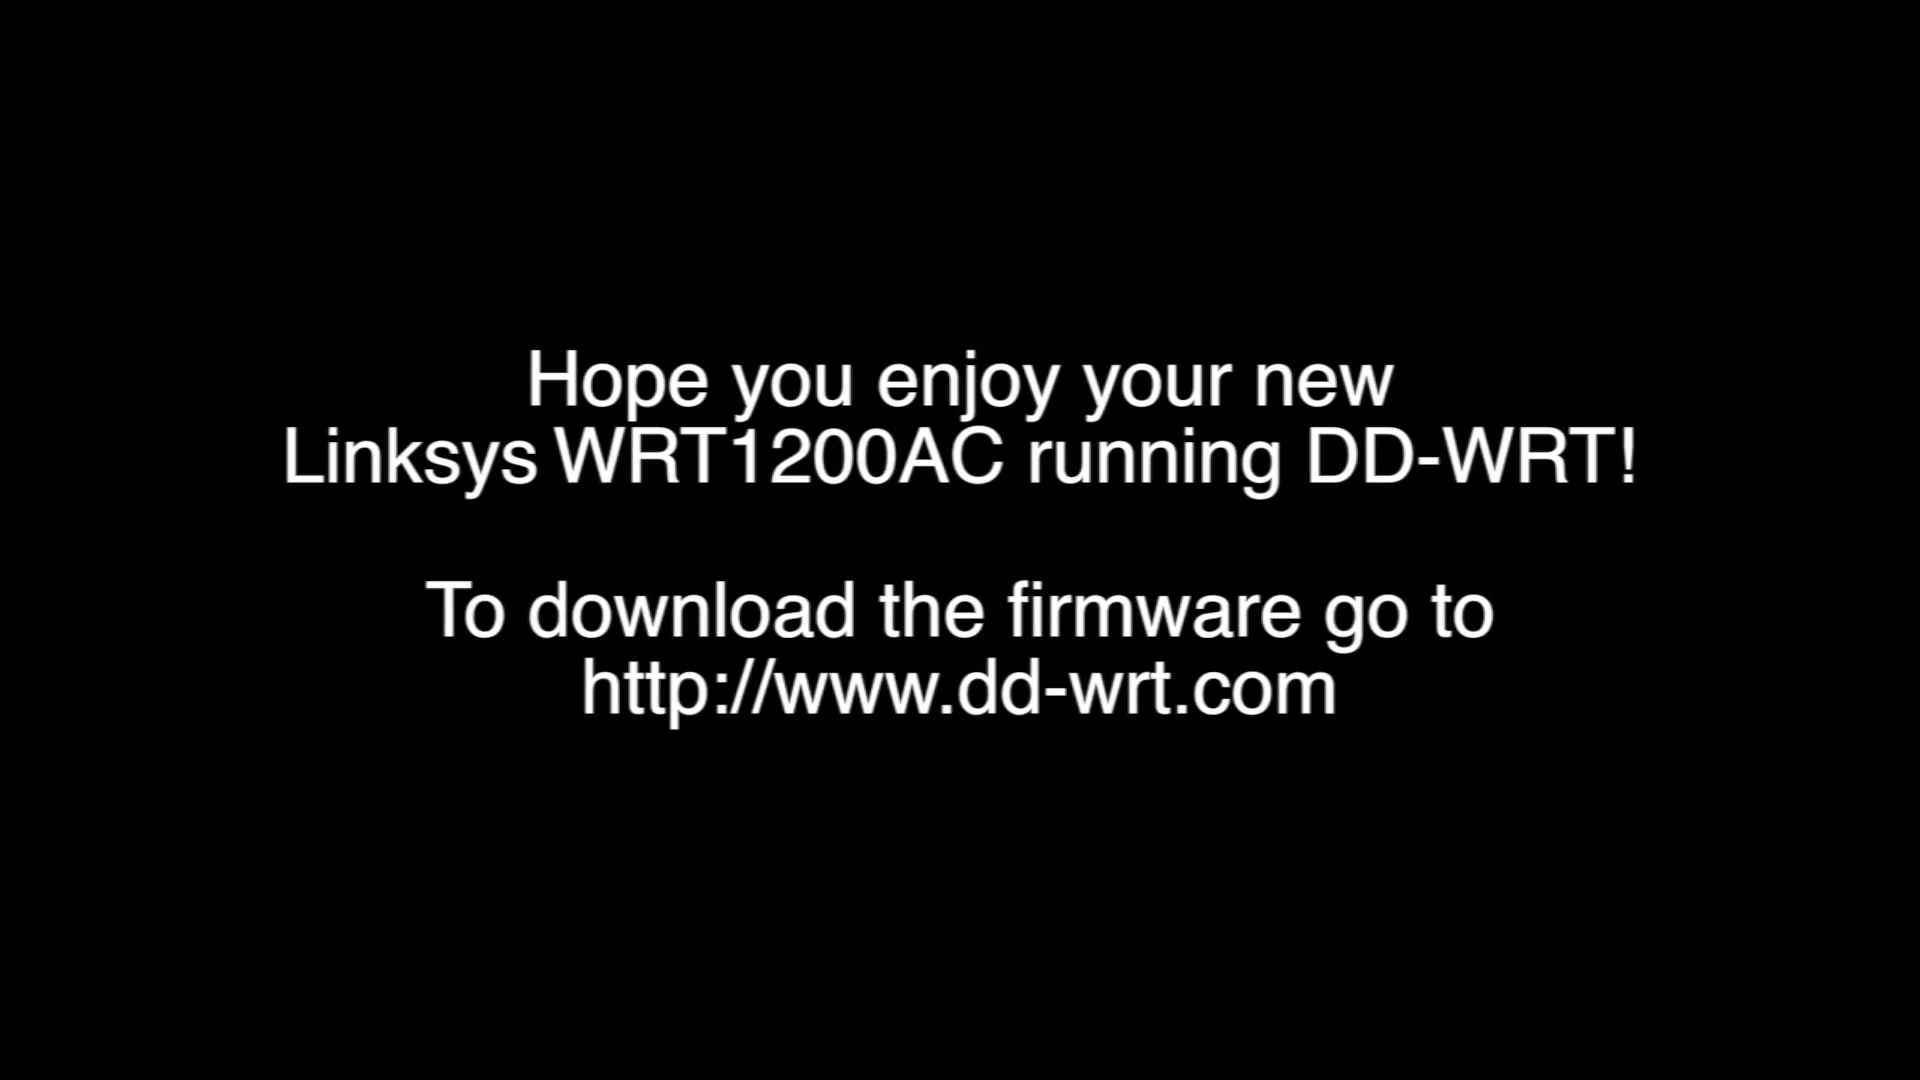 Hope you enjoy your new
Linksys WRT1200AC running DD-WRT!
To download the firmware go to
http://www.dd-wrt.com